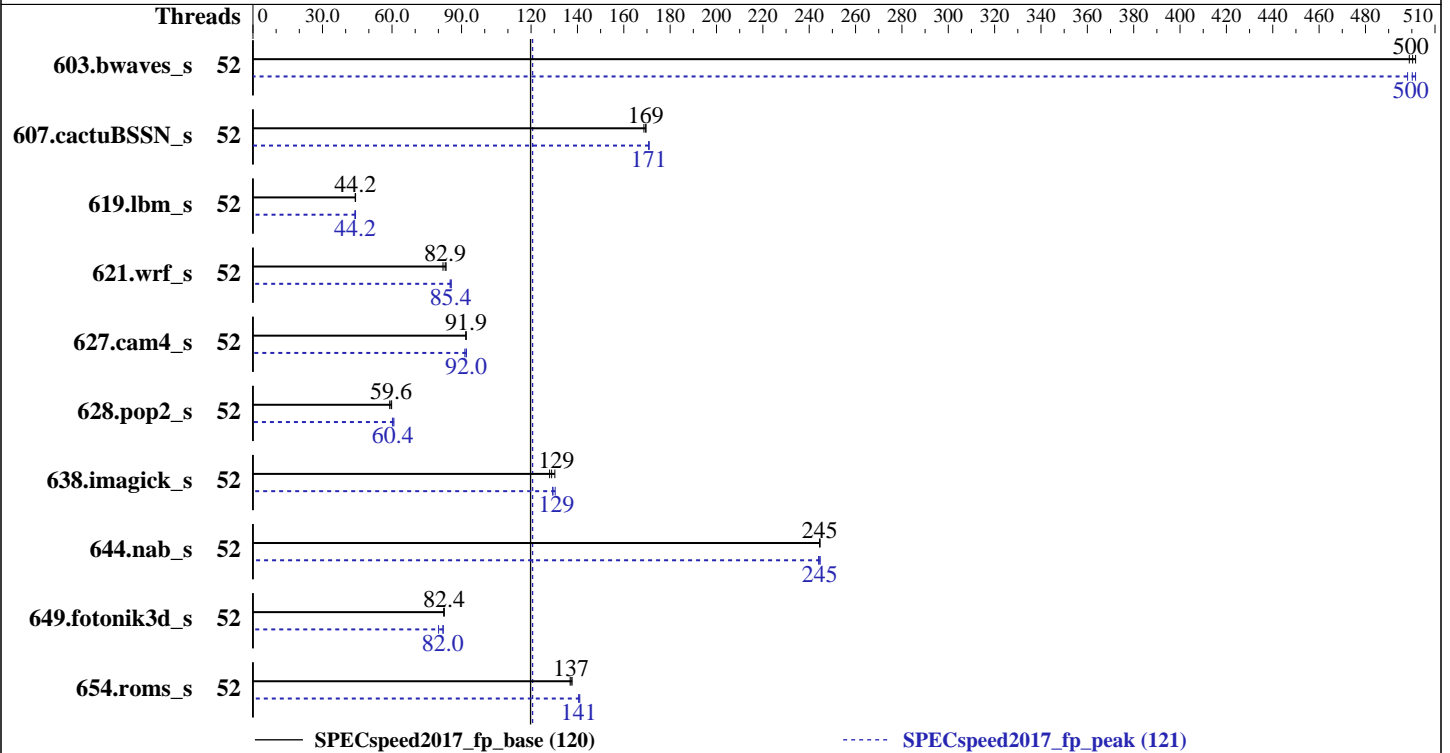 Threads 0 30.0 60.0 90.0 120 140 160 180 200 220 240 260 280 300 320 340 360 380 400 420 440 460 480 510
603.bwaves_s 52 500
500
607.cactuBSSN_s 52 169
171
619.lbm_s 52 44.2
44.2
621.wrf_s 52 82.9
85.4
627.cam4_s 52 91.9
92.0
628.pop2_s 52 59.6
60.4
638.imagick_s 52 129
129
644.nab_s 52 245
245
649.fotonik3d_s 52 82.4
82.0
654.roms_s 52 137
141
SPECspeed2017_fp_base (120) SPECspeed2017_fp_peak (121)